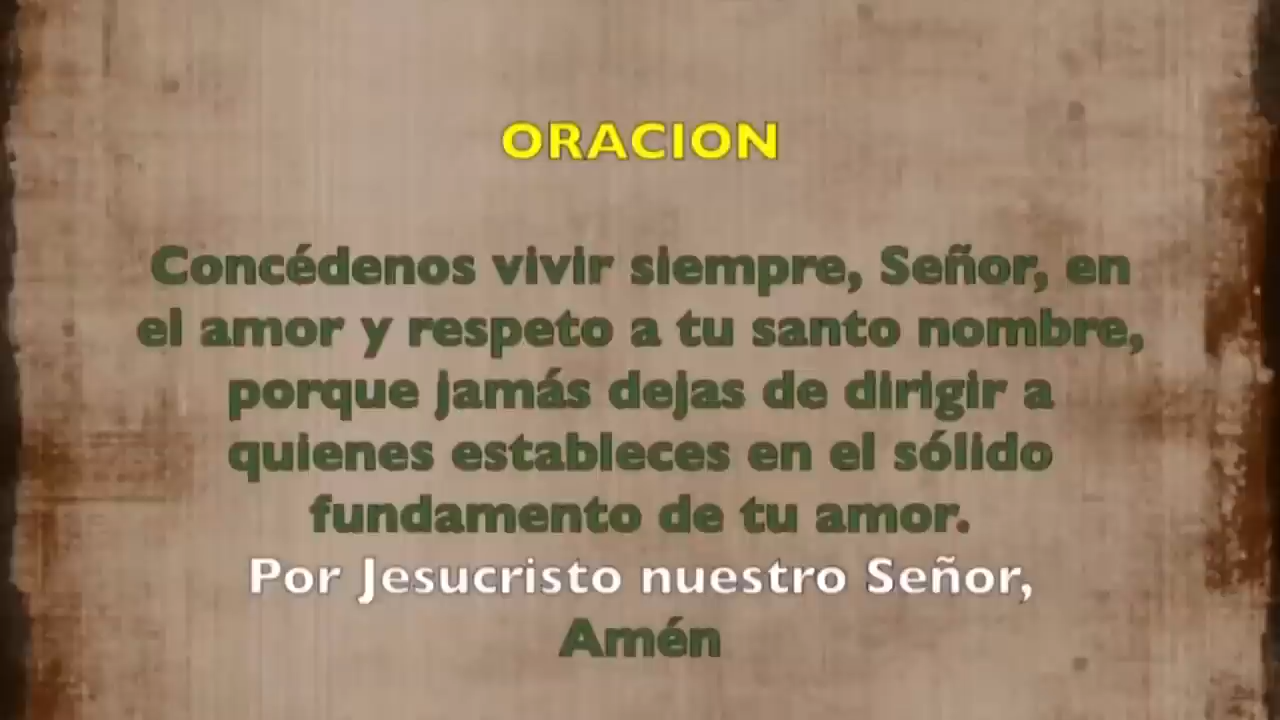 ORACION
Concédenos vivir siempre, Señor, en
el amor y respeto a tu santo nombre,
porque jamás dejas de dirigir a
quienes estableces en el sólido
fundamento de tu amor.
Por Jesucristo nuestro Señor,
Amén